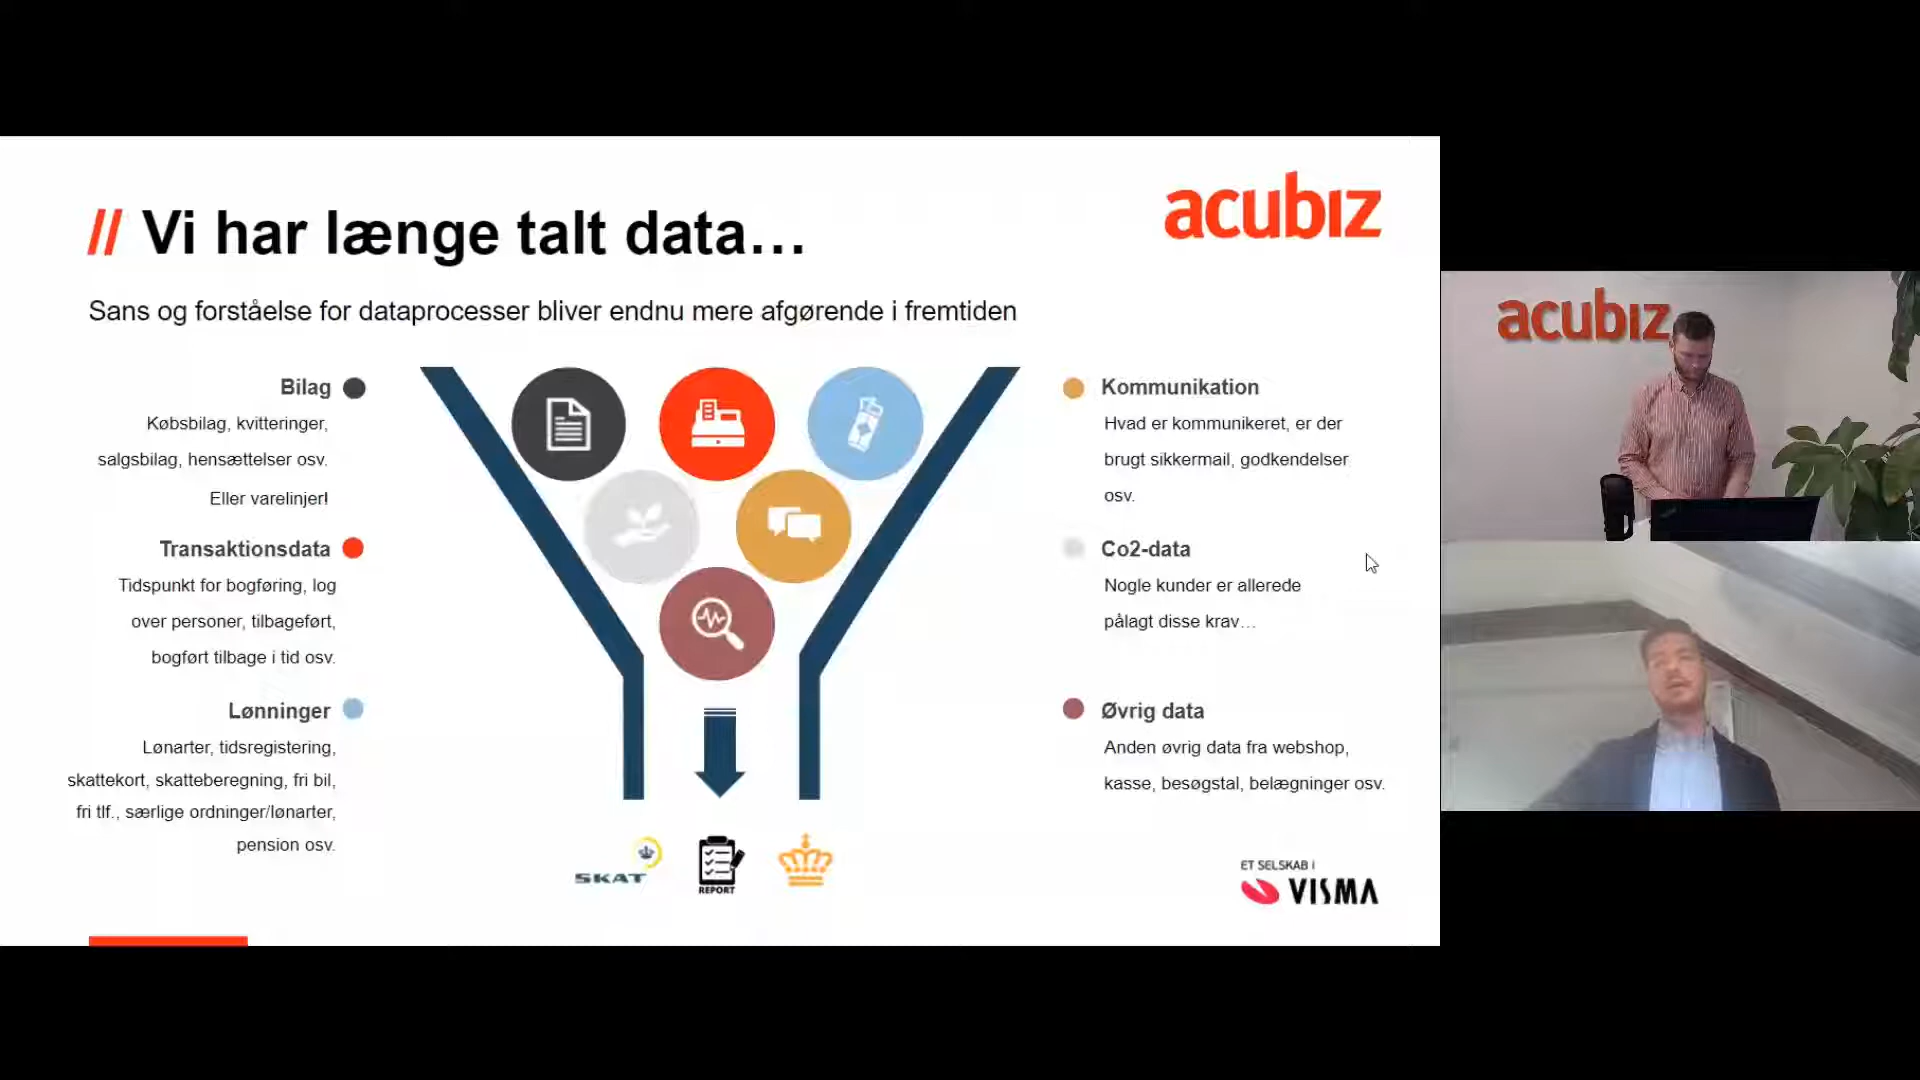 // Vi har længe talt data...
acubiz
Sans og forståelse for dataprocesser bliver endnu mere afgørende i fremtiden
Bilag
Købsbilag, kvitteringer,
salgsbilag, hensættelser osv.
Eller varelinjer!
Transaktionsdata
Tidspunkt for bogføring, log
over personer, tilbageført,
bogført tilbage i tid osv.
Lønninger
Lønarter, tidsregistering,
skattekort, skatteberegning, fri bil,
fri tlf., særlige ordninger/lønarter,
pension osv.
Kommunikation
Hvad er kommunikeret, er der
brugt sikkermail, godkendelser
osv.
Co2-data
Nogle kunder er allerede
pålagt disse krav...
Øvrig data
Anden øvrig data fra webshop,
kasse, besøgstal, belægninger osv.
SKAT
REPORT
ET SELSKAB I
VISMA
acubiz